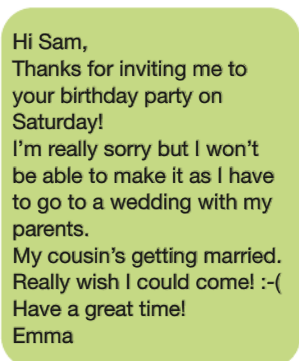 Hi Sam,
Thanks for inviting me to
your birthday party on
Saturday!
I'm really sorry but I won't
be able to make it as I have
to go to a wedding with my
parents.
My cousin's getting married.
Really wish I could come! :-(
Have a great time!
Emma